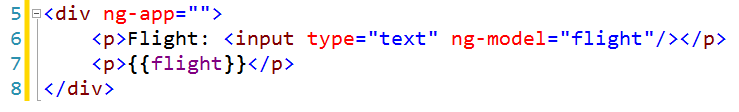 5 <div ng-app="">
6 <p>Flight: <input type="text" ng-model="flight"/></p>
7 <p>{{flight}}</p>
8 </div>